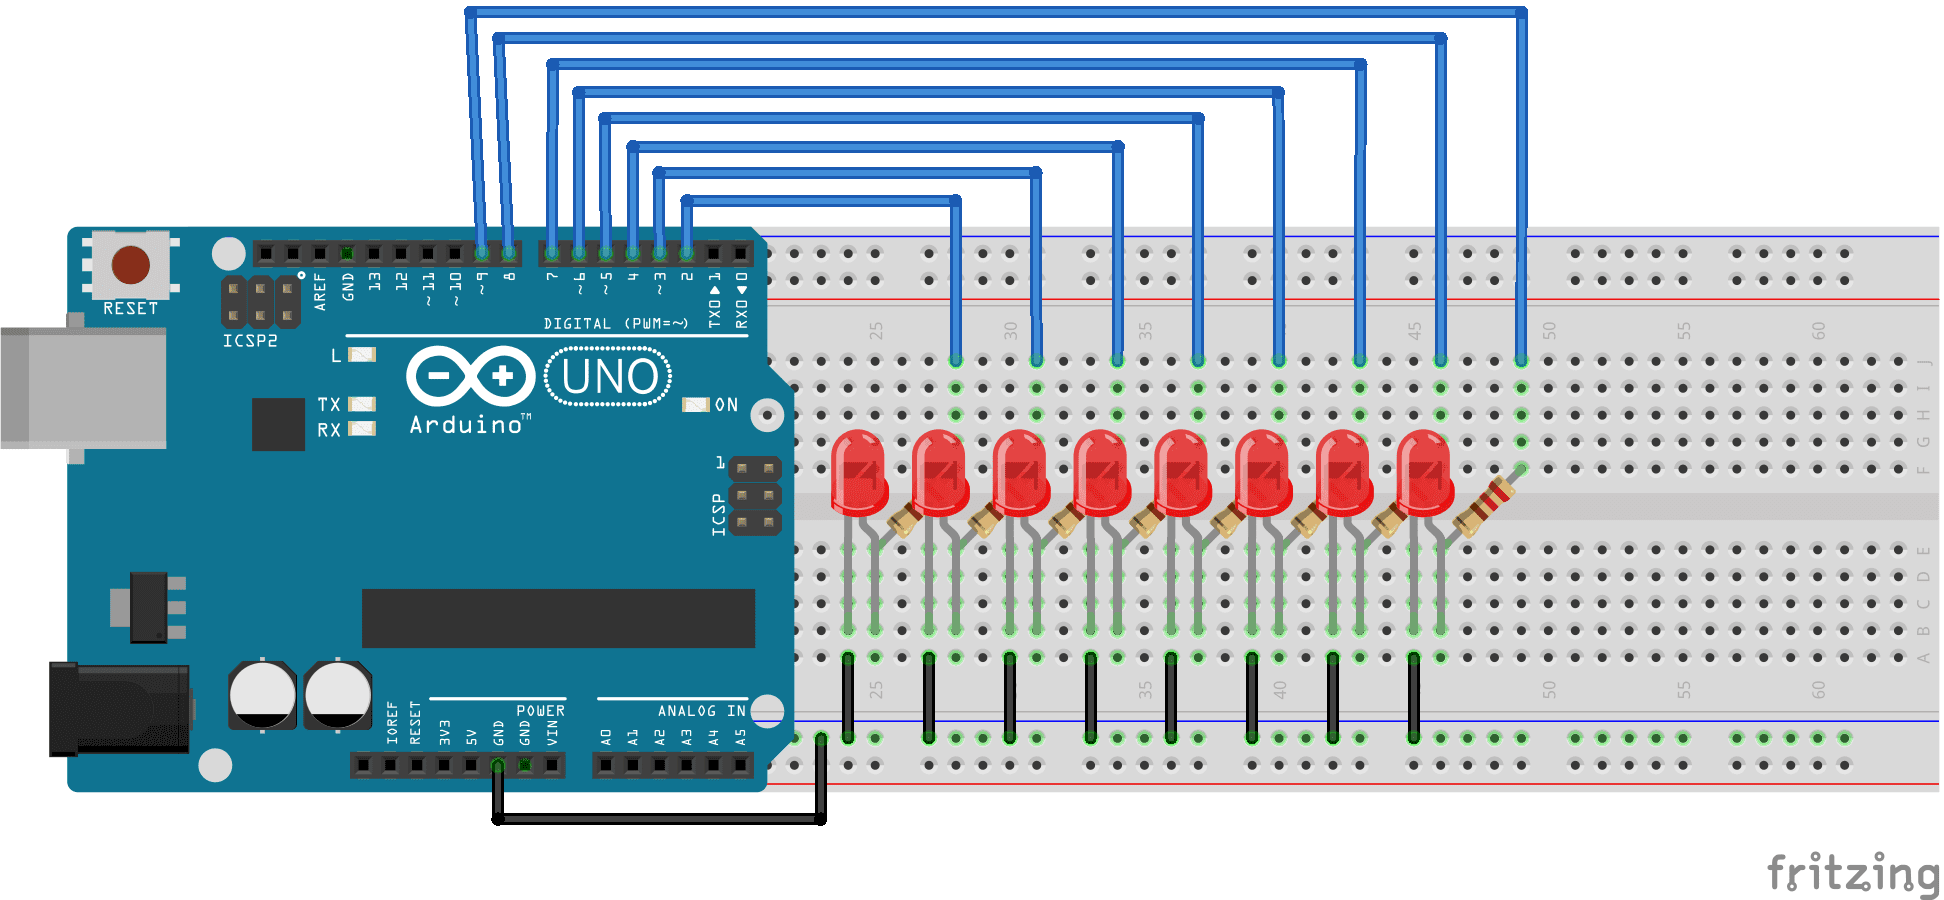 RESET
ICSP2
AREF
GND
13
12
~11
~10
~9
8
7
~6
~5
4
~3
2
TX0▶1
RX0◀0
DIGITAL (PWM=~)
L
TX
RX
UNO
Arduino™
ON
1
ICSP
IOREF
RESET
3V3
5V
GND
GND
VIN
POWER
A0
A1
A2
A3
A4
A5
ANALOG IN
25
30
35
45
50
55
60
J
I
H
G
F
E
D
C
B
A
25
35
40
50
55
60
fritzing